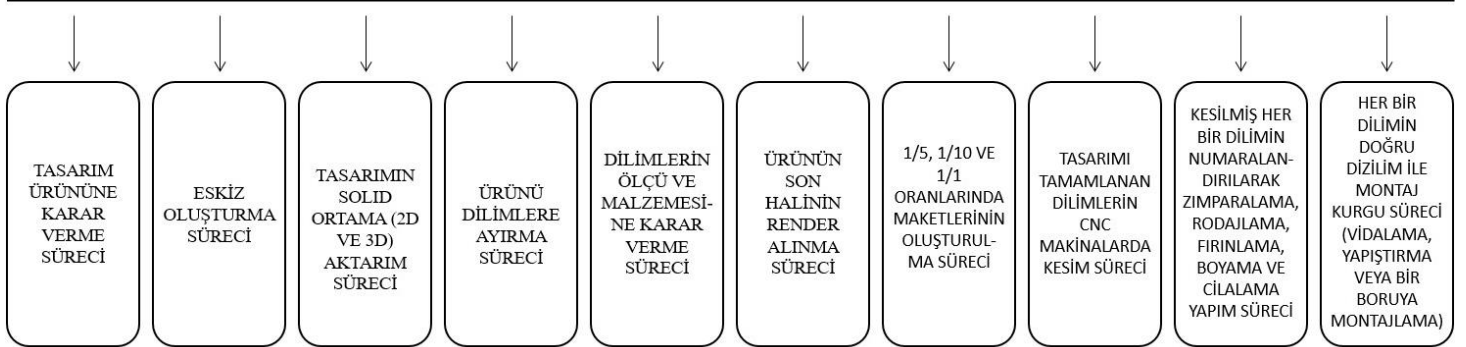 TASARIM
ÜRÜNÜNE
KARAR
VERME
SÜRECİ
ESKİZ
OLUŞTURMA
SÜRECİ
TASARIMIN
SOLID
ORTAMA (2D
VE 3D)
AKTARIM
SÜRECİ
ÜRÜNÜ
DİLİMLERE
AYIRMA
SÜRECİ
DİLİMLERİN
ÖLÇÜ VE
MALZEMESİ-
NE KARAR
VERME
SÜRECİ
ÜRÜNÜN
SON
HALİNİN
RENDER
ALINMA
SÜRECİ
1/5, 1/10 VE
1/1
ORANLARINDA
MAKETLERİNİN
OLUŞTURUL-
MA SÜRECİ
TASARIMI
TAMAMLANAN
DİLİMLERİN
CNC
MAKİNALARDA
KESİM SÜRECİ
KESİLMİŞ HER
BİR DİLİMİN
NUMARALAN-
DIRILARAK
ZIMPARALAMA,
RODAJLAMA,
FIRINLAMA,
BOYAMA VE
CİLALAMA
YAPIM SÜRECİ
HER BİR
DİLİMİN
DOĞRU
DİZİLİM İLE
MONTAJ
KURGU SÜRECİ
(VİDALAMA,
YAPIŞTIRMA
VEYA BİR
BORUYA
MONTAJLAMA)